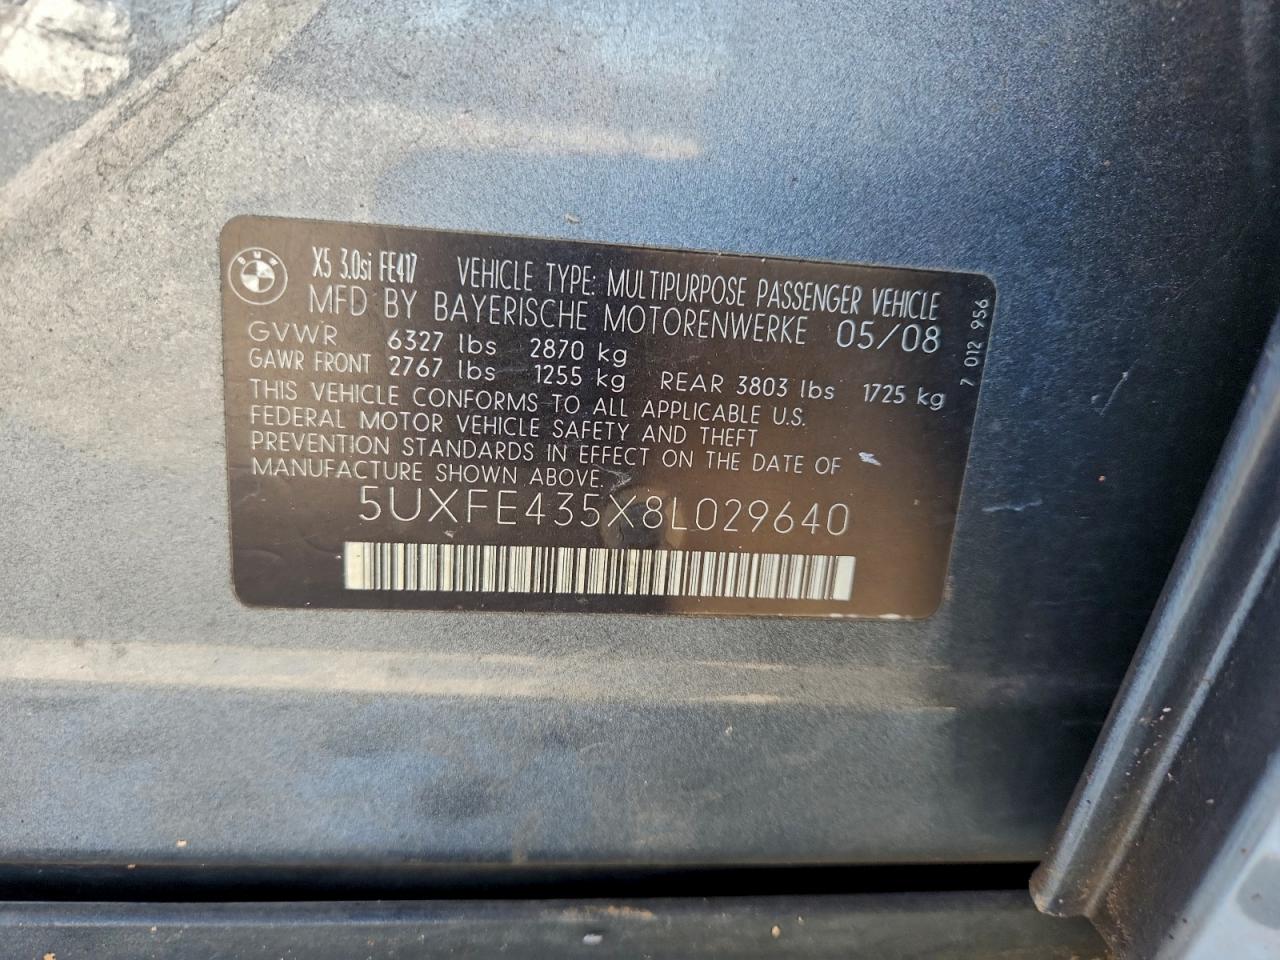 BMW
X5 3.0si FE417 VEHICLE TYPE: MULTIPURPOSE PASSENGER VEHICLE
MFD BY BAYERISCHE MOTORENWERKE 05/08
GVWR 6327 lbs 2870 kg
GAWR FRONT 2767 lbs 1255 kg REAR 3803 lbs 1725 kg
THIS VEHICLE CONFORMS TO ALL APPLICABLE U.S.
FEDERAL MOTOR VEHICLE SAFETY AND THEFT
PREVENTION STANDARDS IN EFFECT ON THE DATE OF
MANUFACTURE SHOWN ABOVE.
5UXFE435X8L029640
7 012 956